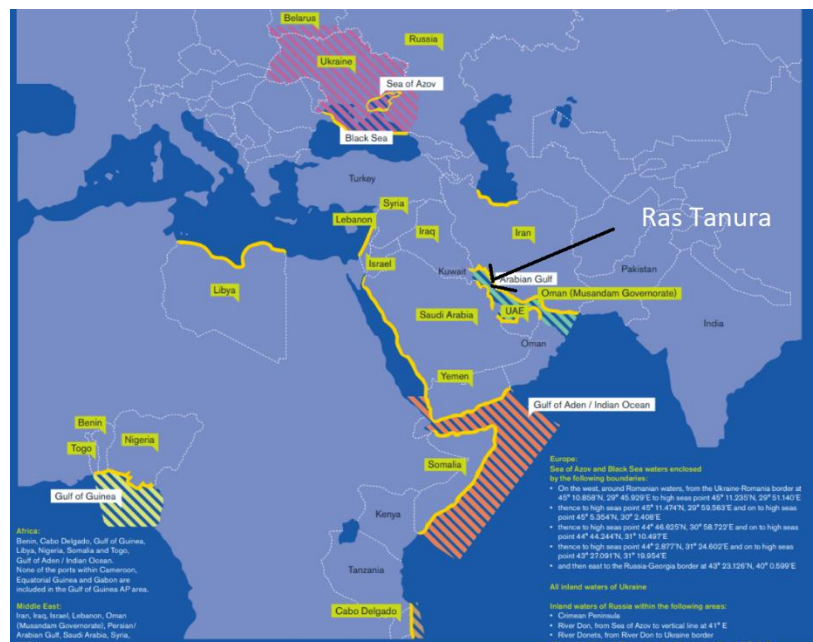 Belarus
Russia
Ukraine
Sea of Azov
Black Sea
Turkey
Syria
Lebanon
Iraq
Iran
Ras Tanura
Israel
Kuwait
Arabian Gulf
Pakistan
Libya
Oman (Musandam Governorate)
Saudi Arabia
UAE
India
Oman
Yemen
Gulf of Aden / Indian Ocean
Benin
Togo
Nigeria
Somalia
Gulf of Guinea
Kenya
Tanzania
Cabo Delgado
Africa:
Benin, Cabo Delgado, Gulf of Guinea,
Libya, Nigeria, Somalia and Togo,
Gulf of Aden / Indian Ocean.
None of the ports within Cameroon,
Equatorial Guinea and Gabon are
included in the Gulf of Guinea AP area.
Middle East:
Iran, Iraq, Israel, Lebanon, Oman
(Musandam Governorate), Persian/
Arabian Gulf, Saudi Arabia, Syria,
Europe:
Sea of Azov and Black Sea waters enclosed
by the following boundaries:
• On the west, around Romanian waters, from the Ukraine-Romania border at
45° 10.858'N, 29° 45.929'E to high seas point 45° 11.235'N, 29° 51.140'E
• thence to high seas point 45° 11.474'N, 29° 59.563'E and on to high seas
point 45° 5.354'N, 30° 2.408'E
• thence to high seas point 44° 46.625'N, 30° 58.722'E and on to high seas
point 44° 44.244'N, 31° 10.497'E
• thence to high seas point 44° 2.877'N, 31° 24.602'E and on to high seas
point 43° 27.091'N, 31° 19.954'E
• and then east to the Russia-Georgia border at 43° 23.126'N, 40° 0.599'E
All inland waters of Ukraine
Inland waters of Russia within the following areas:
• Crimean Peninsula
• River Don, from Sea of Azov to vertical line at 41° E
• River Donets, from River Don to Ukraine border